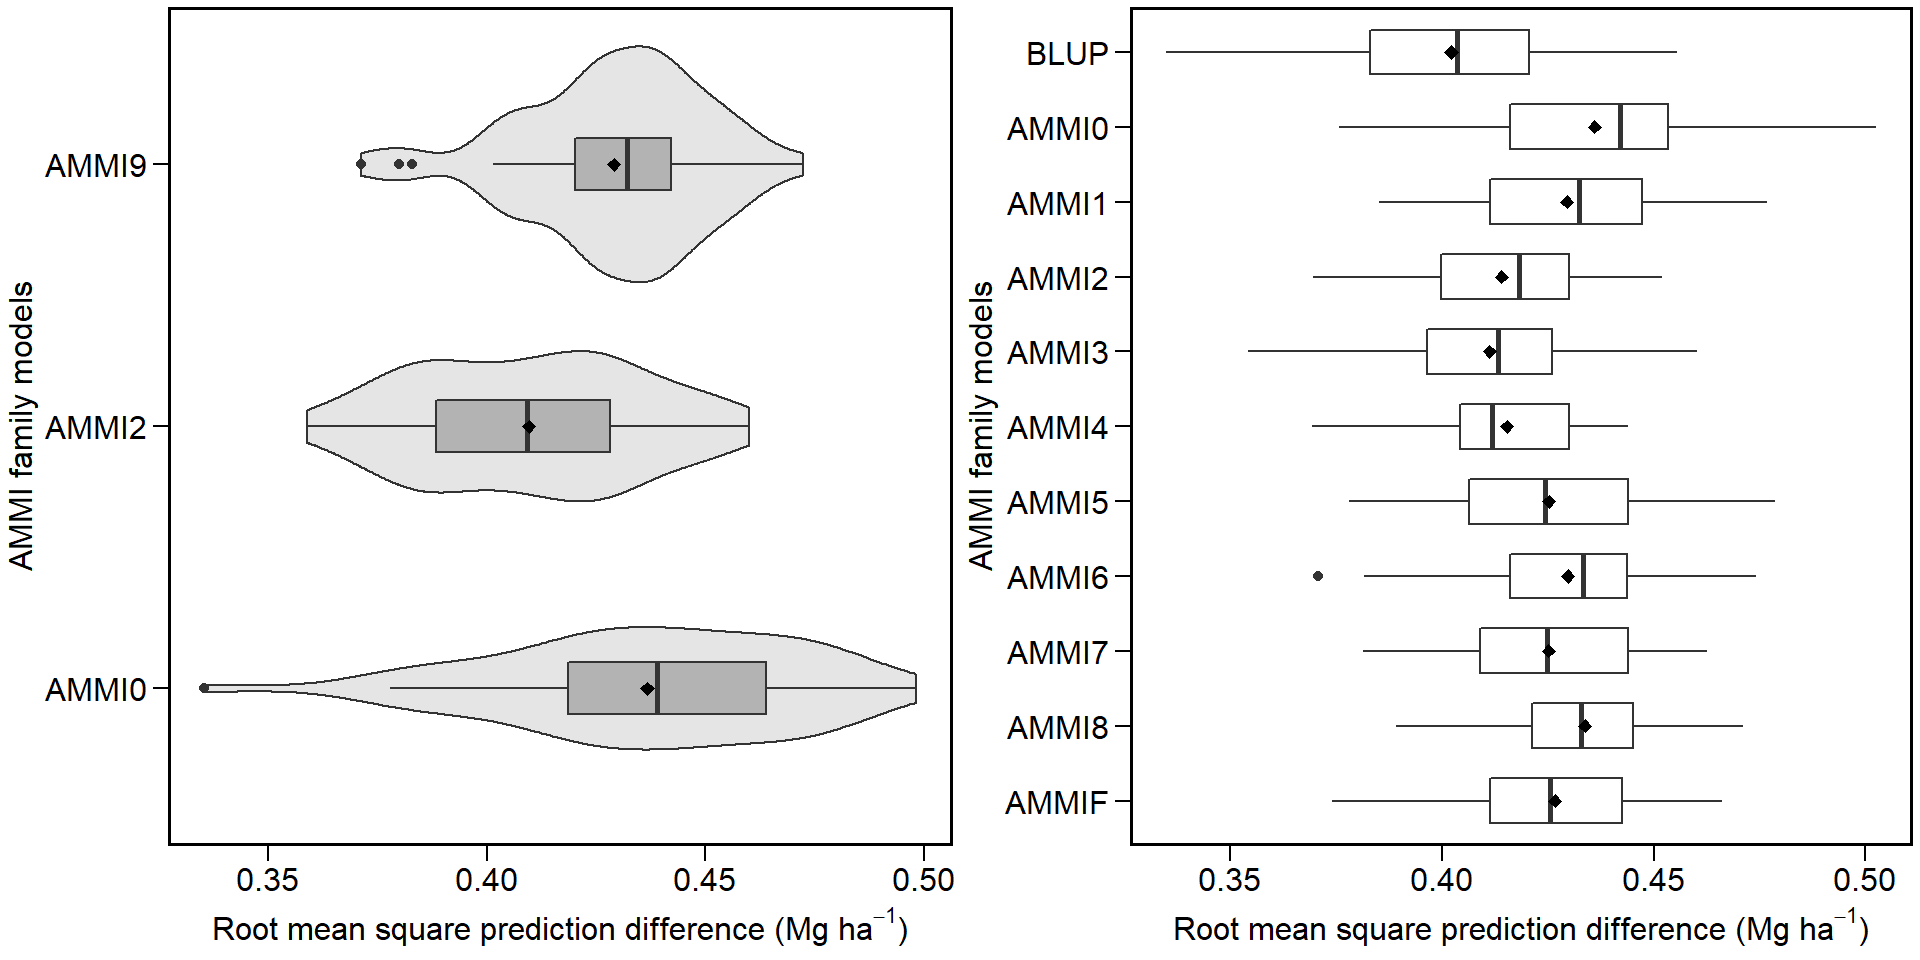 AMMI family models
AMMI9
AMMI2
AMMI0
0.35 0.40 0.45 0.50
Root mean square prediction difference (Mg ha⁻¹)
AMMI family models
BLUP
AMMI0
AMMI1
AMMI2
AMMI3
AMMI4
AMMI5
AMMI6
AMMI7
AMMI8
AMMIF
0.35 0.40 0.45 0.50
Root mean square prediction difference (Mg ha⁻¹)